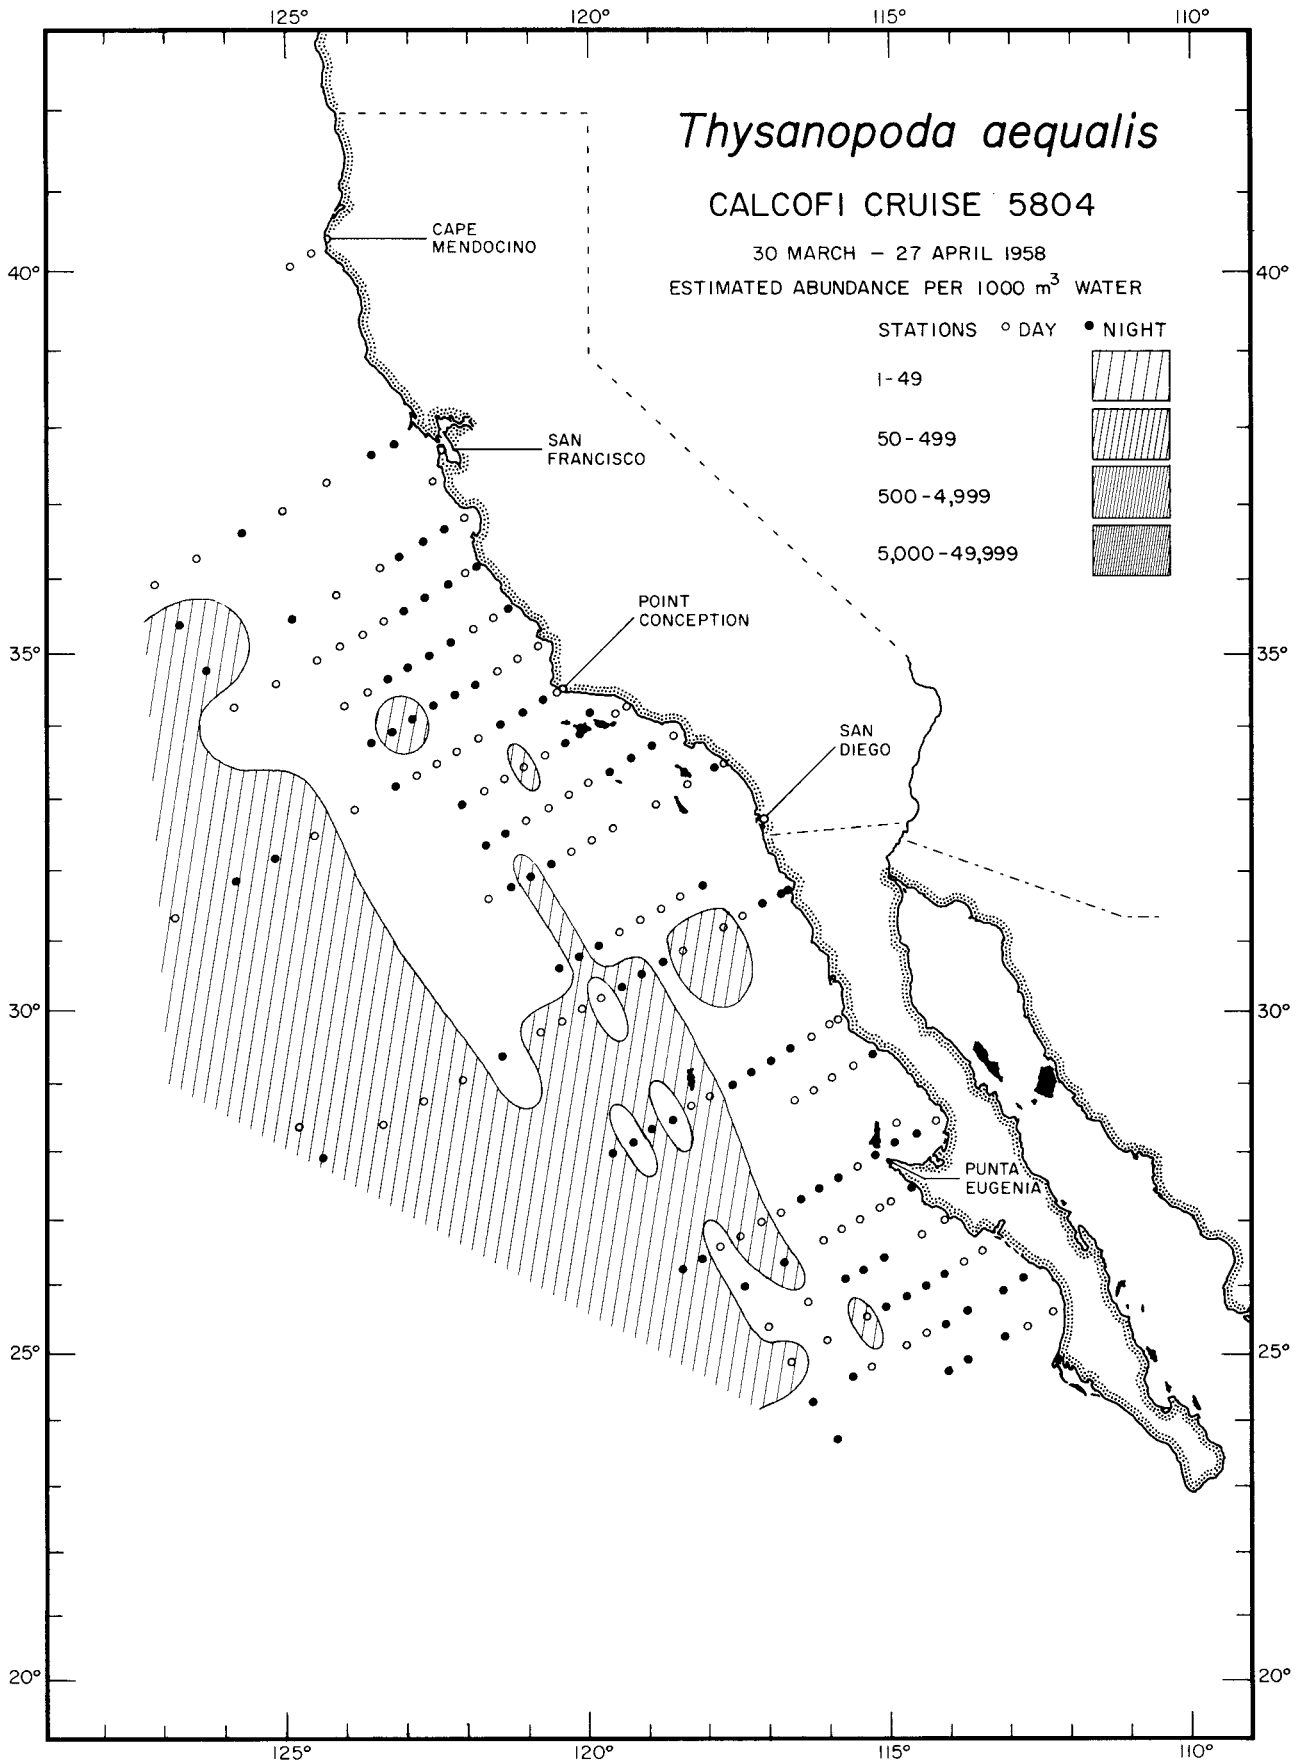 125° 120° 115° 110°
Thysanopoda aequalis
CALCOFI CRUISE 5804
30 MARCH – 27 APRIL 1958
ESTIMATED ABUNDANCE PER 1000 m³ WATER
STATIONS ○ DAY ● NIGHT
1-49
50-499
500-4,999
5,000-49,999
CAPE
MENDOCINO
40° 40°
SAN
FRANCISCO
POINT
CONCEPTION
35° 35°
SAN
DIEGO
30° 30°
PUNTA
EUGENIA
25° 25°
20° 20°
125° 120° 115° 110°